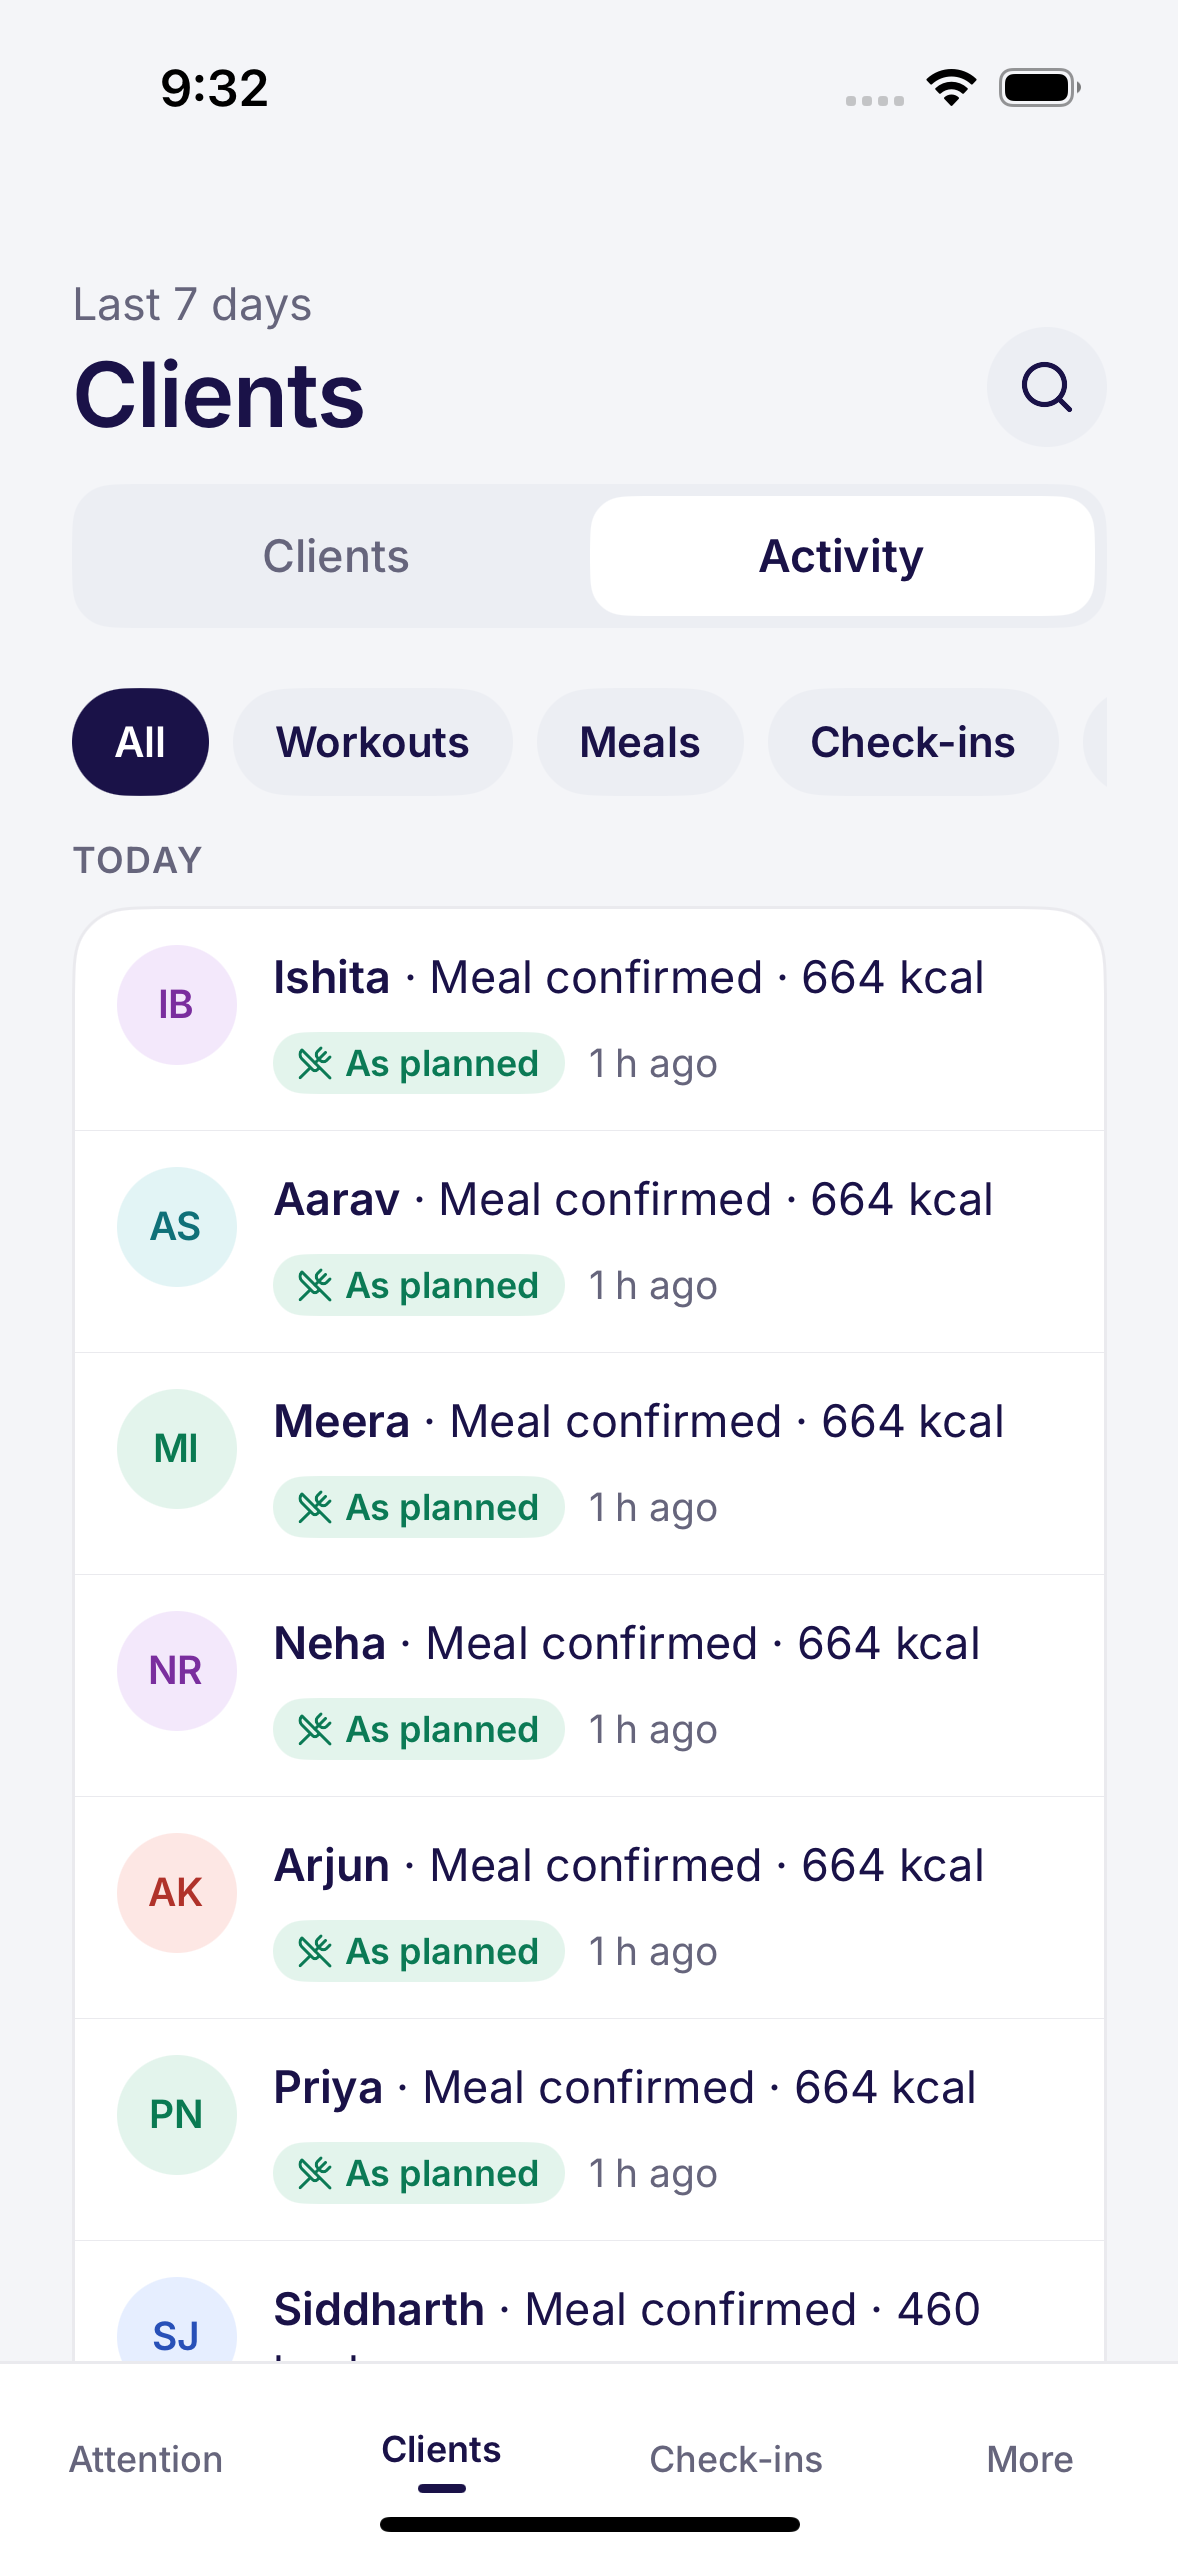 9:32
Last 7 days
Clients
Clients
Activity
All
Workouts
Meals
Check-ins
TODAY
IB
Ishita · Meal confirmed · 664 kcal
As planned
1 h ago
AS
Aarav · Meal confirmed · 664 kcal
As planned
1 h ago
MI
Meera · Meal confirmed · 664 kcal
As planned
1 h ago
NR
Neha · Meal confirmed · 664 kcal
As planned
1 h ago
AK
Arjun · Meal confirmed · 664 kcal
As planned
1 h ago
PN
Priya · Meal confirmed · 664 kcal
As planned
1 h ago
SJ
Siddharth · Meal confirmed · 460
Attention
Clients
Check-ins
More